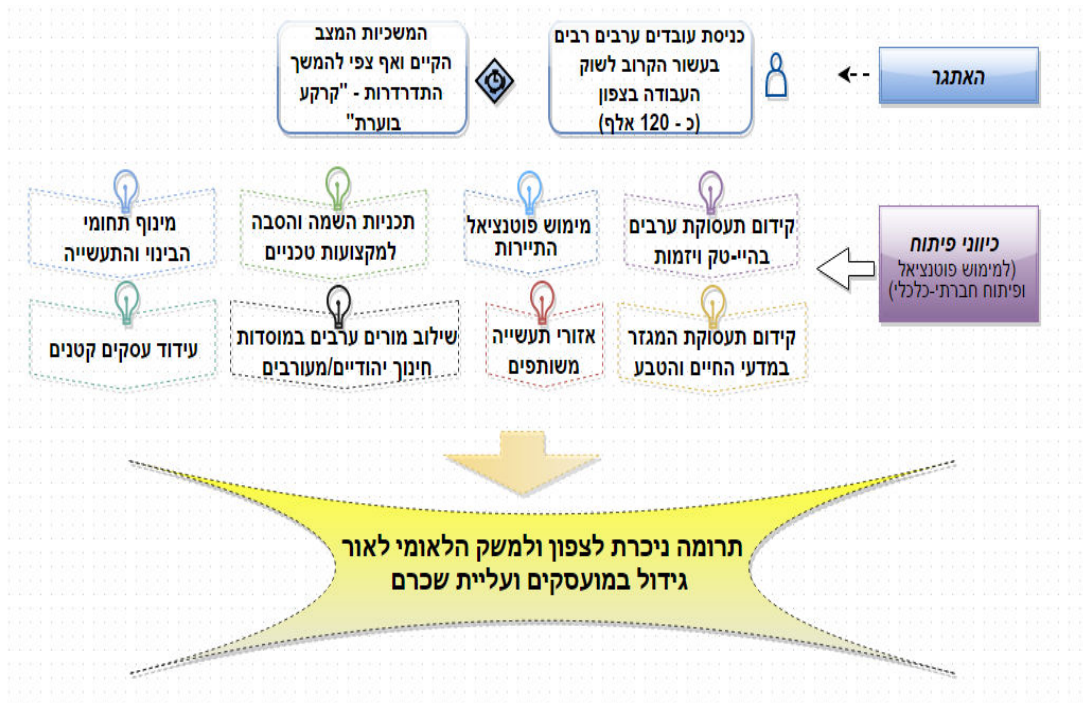 האתגר
כניסת עובדים ערבים רבים
בעשור הקרוב לשוק
העבודה בצפון
(כ - 120 אלף)
המשכיות המצב
הקיים ואף צפי להמשך
התדרדרות - "קרקע
בוערת"
כיווני פיתוח
(למימוש פוטנציאל
ופיתוח חברתי-כלכלי)
קידום תעסוקת ערבים
בהיי-טק ויזמות
מימוש פוטנציאל
התיירות
תכניות השמה והסבה
למקצועות טכניים
מינוף תחומי
הבינוי והתעשייה
קידום תעסוקת המגזר
במדעי החיים והטבע
אזורי תעשייה
משותפים
שילוב מורים ערבים במוסדות
חינוך יהודיים/מעורבים
עידוד עסקים קטנים
תרומה ניכרת לצפון ולמשק הלאומי לאור
גידול במועסקים ועליית שכרם